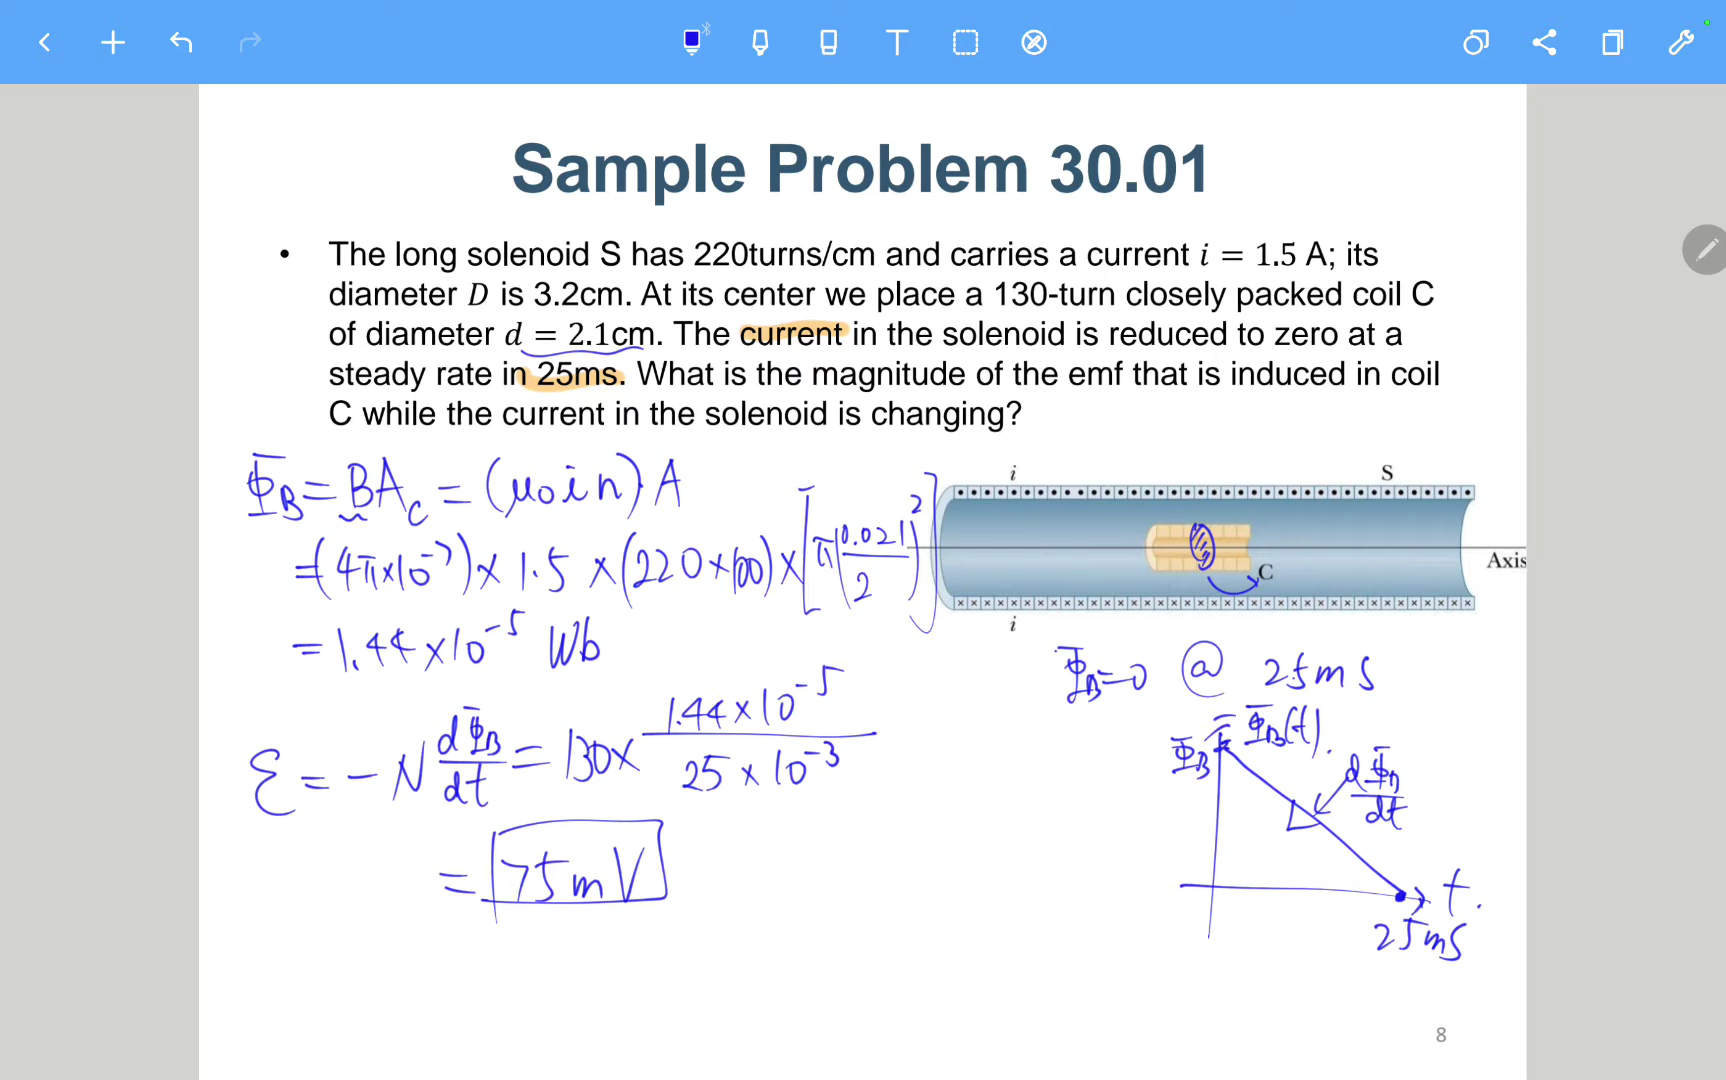 Sample Problem 30.01
• The long solenoid S has 220turns/cm and carries a current i = 1.5 A; its
diameter D is 3.2cm. At its center we place a 130-turn closely packed coil C
of diameter d = 2.1cm. The current in the solenoid is reduced to zero at a
steady rate in 25ms. What is the magnitude of the emf that is induced in coil
C while the current in the solenoid is changing?
Φ_B = BA_C = (μ₀in) A
= (4π×10⁻⁷) × 1.5 × (220×100) × [π(0.021/2)²]
= 1.44×10⁻⁵ Wb
ℰ = −N dΦ_B/dt = 130 × 1.44×10⁻⁵ / 25×10⁻³
= 75mV
i
S
Axis
C
i
Φ_B=0 @ 25ms
Φ_B
= Φ_B(t).
dΦ_B/dt
t.
25ms
8